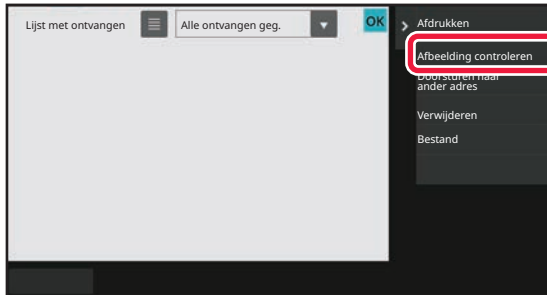 Lijst met ontvangen
Alle ontvangen geg.
OK
Afdrukken
Afbeelding controleren
Doorsturen naar
ander adres
Verwijderen
Bestand